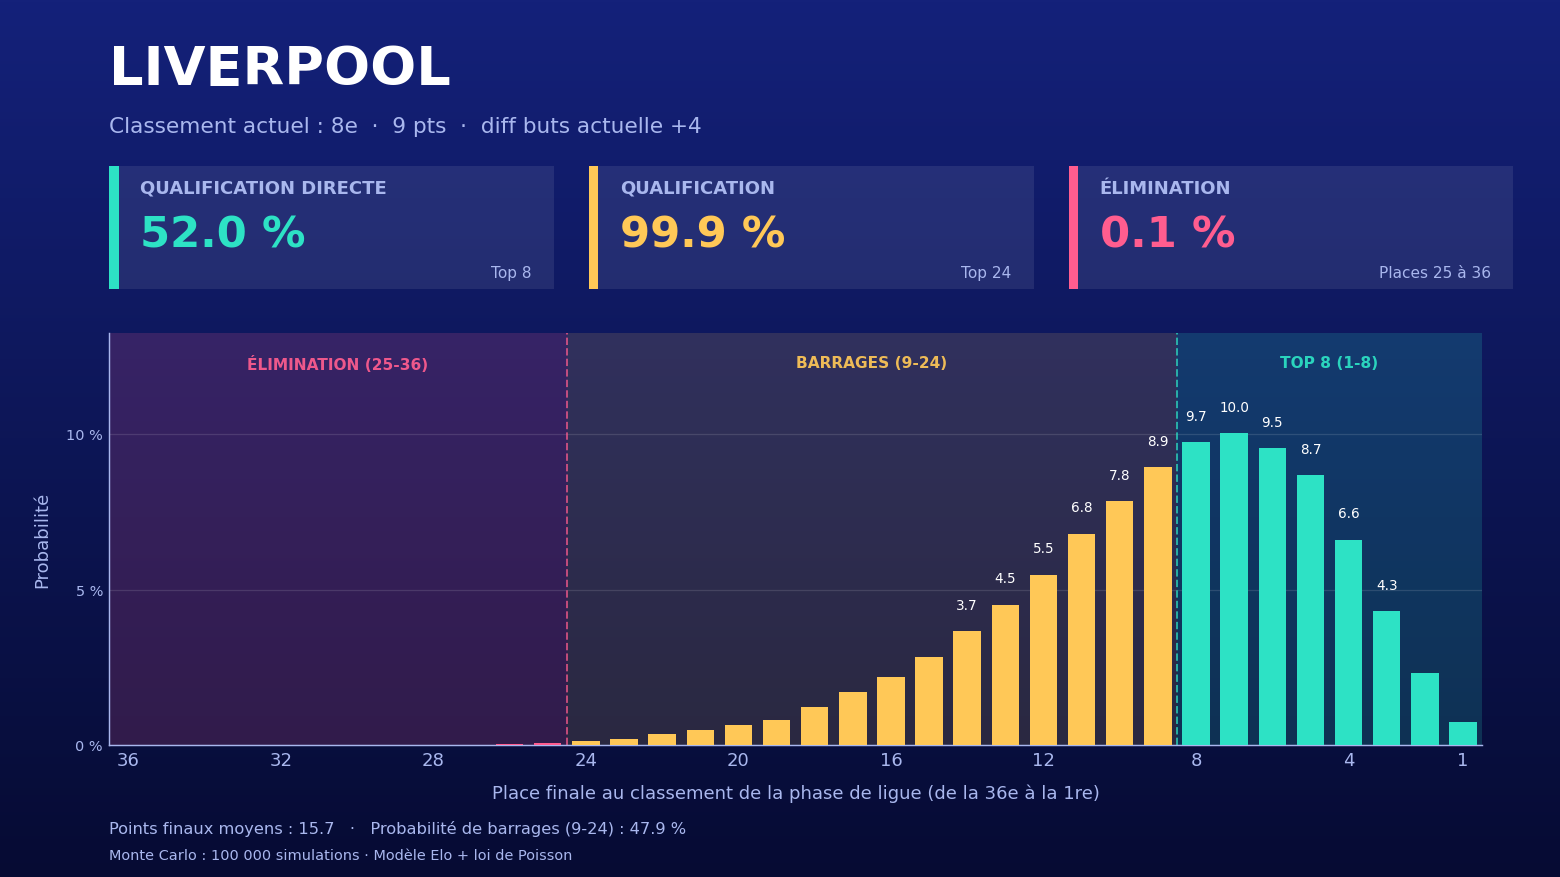 LIVERPOOL
Classement actuel : 8e · 9 pts · diff buts actuelle +4
QUALIFICATION DIRECTE
52.0 %
Top 8
QUALIFICATION
99.9 %
Top 24
ÉLIMINATION
0.1 %
Places 25 à 36
ÉLIMINATION (25-36)
BARRAGES (9-24)
TOP 8 (1-8)
Probabilité
10 %
5 %
0 %
3.7
4.5
5.5
6.8
7.8
8.9
9.7
10.0
9.5
8.7
6.6
4.3
36 32 28 24 20 16 12 8 4 1
Place finale au classement de la phase de ligue (de la 36e à la 1re)
Points finaux moyens : 15.7 · Probabilité de barrages (9-24) : 47.9 %
Monte Carlo : 100 000 simulations · Modèle Elo + loi de Poisson